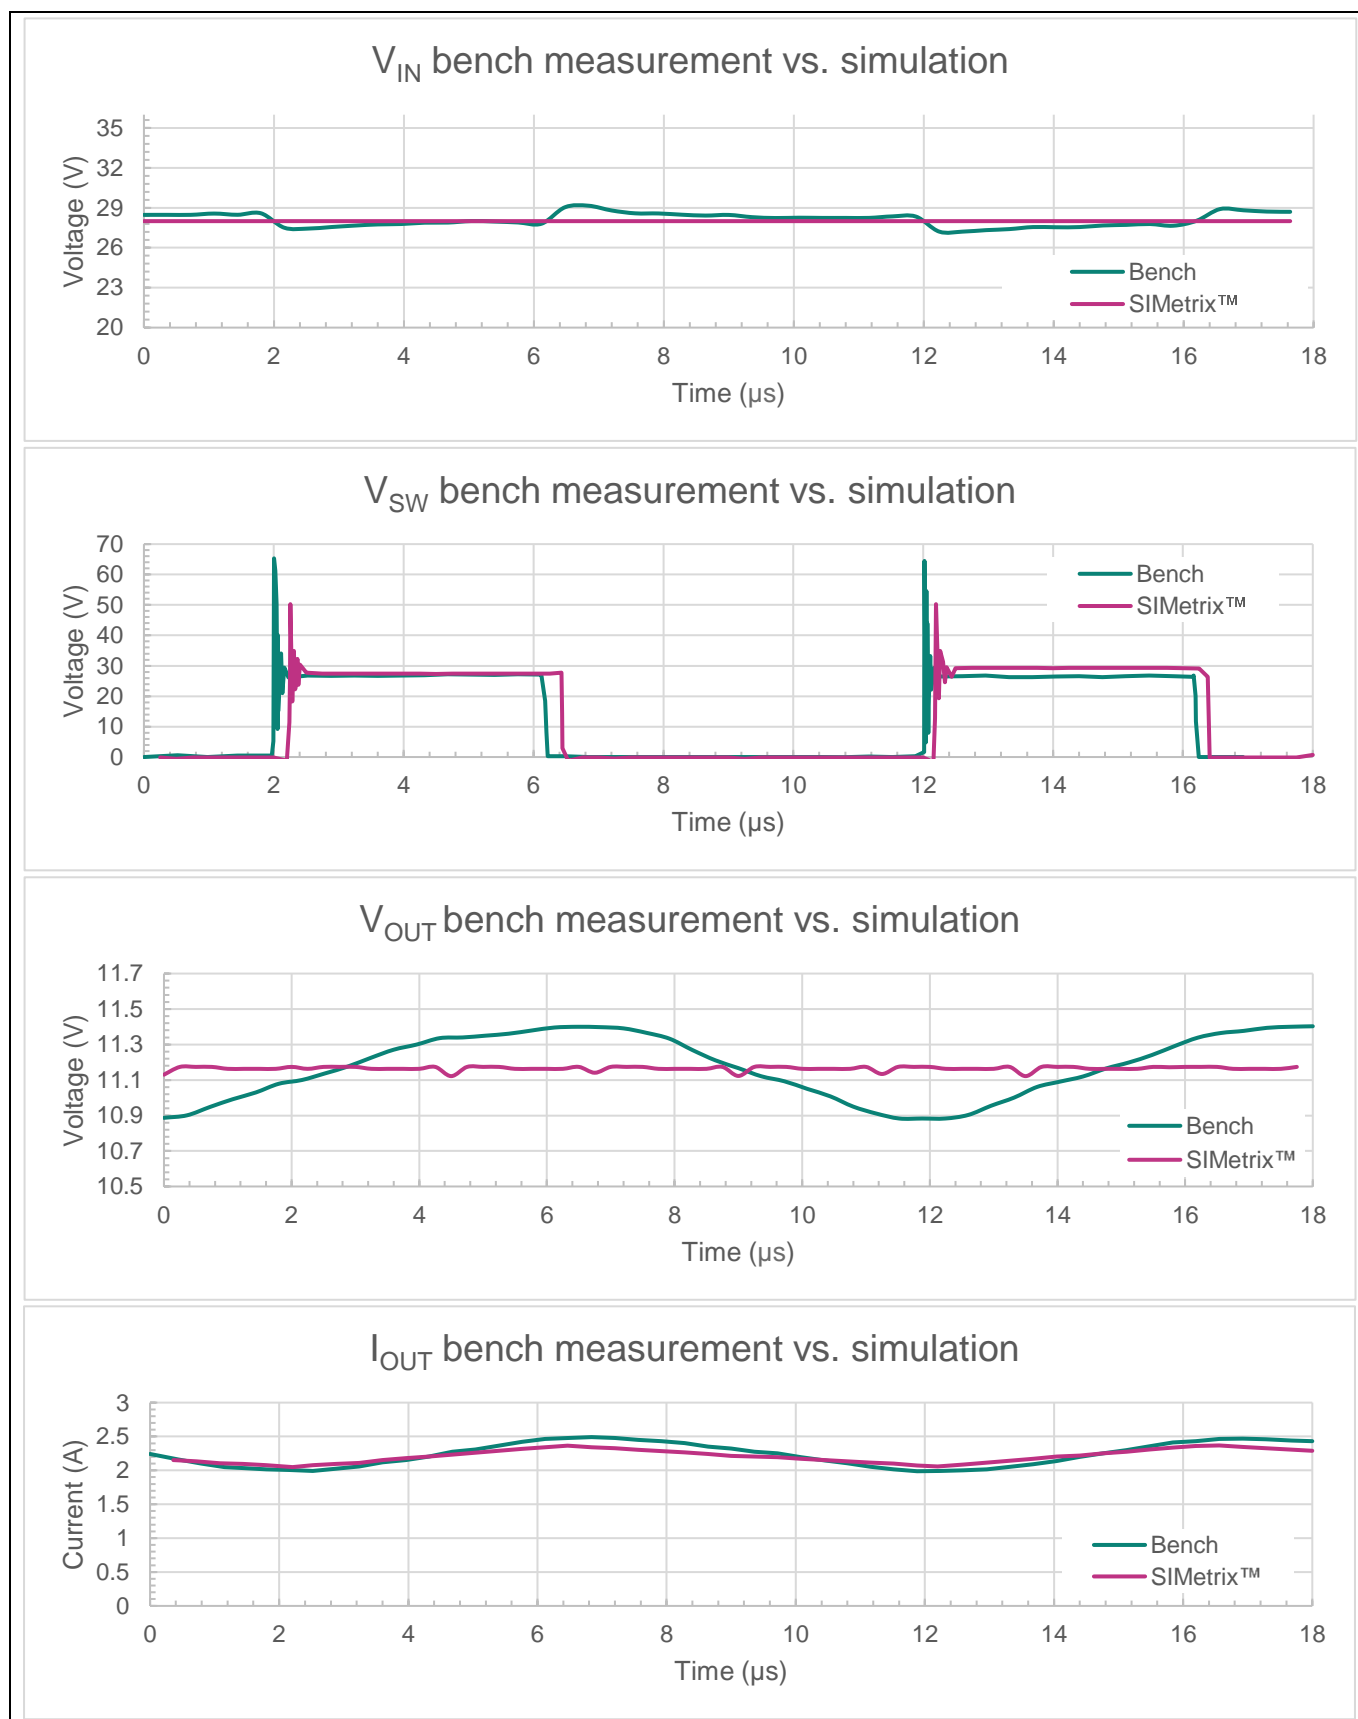 V_IN bench measurement vs. simulation
Voltage (V)
35
32
29
26
23
20
0 2 4 6 8 10 12 14 16 18
Time (µs)
Bench
SIMetrix™
V_SW bench measurement vs. simulation
Voltage (V)
70
60
50
40
30
20
10
0
0 2 4 6 8 10 12 14 16 18
Time (µs)
Bench
SIMetrix™
V_OUT bench measurement vs. simulation
Voltage (V)
11.7
11.5
11.3
11.1
10.9
10.7
10.5
0 2 4 6 8 10 12 14 16 18
Time (µs)
Bench
SIMetrix™
I_OUT bench measurement vs. simulation
Current (A)
3
2.5
2
1.5
1
0.5
0
0 2 4 6 8 10 12 14 16 18
Time (µs)
Bench
SIMetrix™